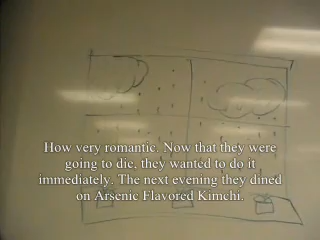 How very romantic. Now that they were
going to die, they wanted to do it
immediately. The next evening they dined
on Arsenic Flavored Kimchi.